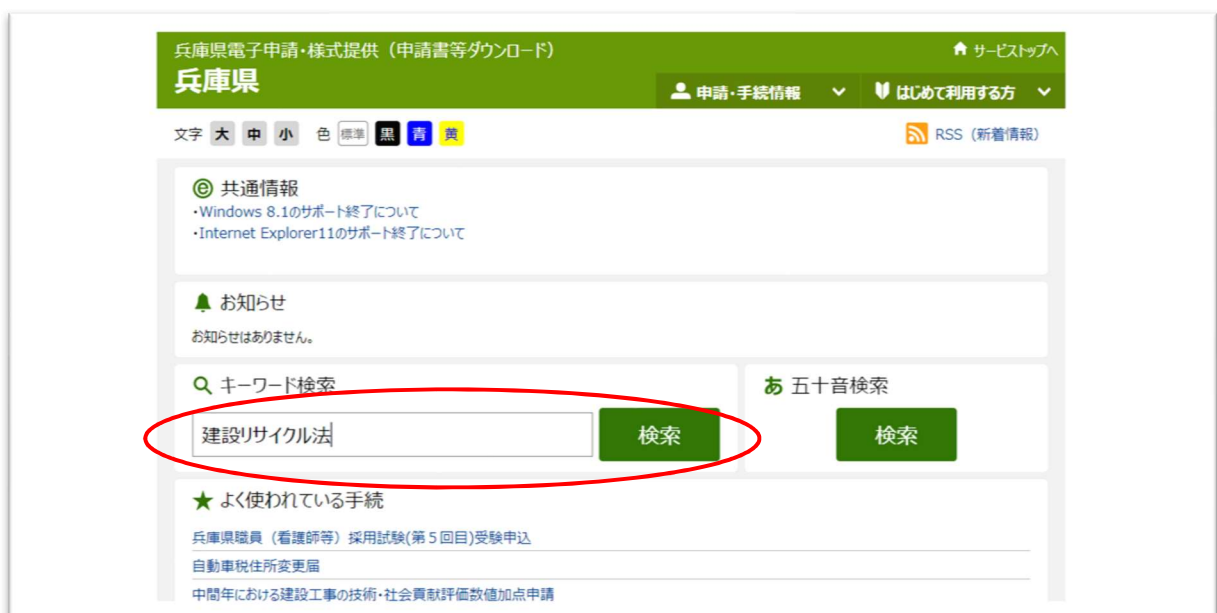 兵庫県電子申請・様式提供（申請書等ダウンロード） サービストップへ
兵庫県
申請・手続情報 はじめて利用する方
文字 大 中 小 色 標準 黒 青 黄 RSS（新着情報）
共通情報
・Windows 8.1のサポート終了について
・Internet Explorer11のサポート終了について
お知らせ
お知らせはありません。
キーワード検索
建設リサイクル法 検索
あ 五十音検索
検索
よく使われている手続
兵庫県職員（看護師等）採用試験(第５回目)受験申込
自動車税住所変更届
中間年における建設工事の技術・社会貢献評価数値加点申請